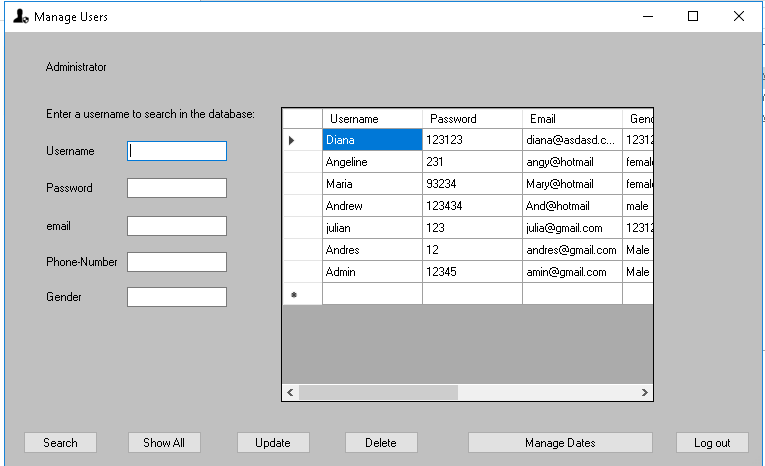 Manage Users
Administrator
Enter a username to search in the database:
Username
Password
email
Phone-Number
Gender
Username Password Email Gend
Diana 123123 diana@asdasd.c... 12312
Angeline 231 angy@hotmail female
Maria 93234 Mary@hotmail female
Andrew 123434 And@hotmail male
julian 123 julia@gmail.com 12312
Andres 12 andres@gmail.com Male
Admin 12345 amin@gmail.com Male
Search Show All Update Delete Manage Dates Log out